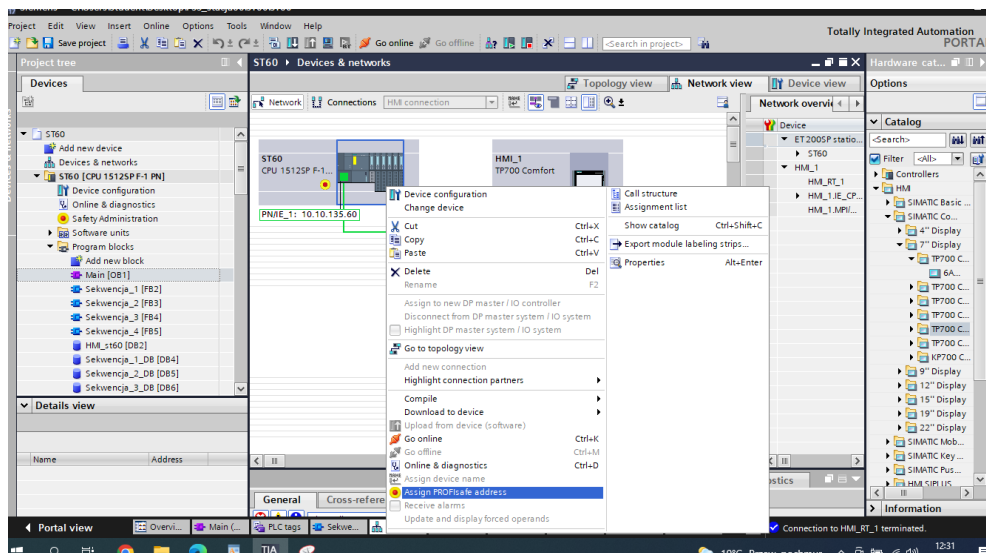 Project Edit View Insert Online Options Tools Window Help
Totally Integrated Automation
PORTA
Save project
Go online
Go offline
<Search in project>
Project tree
ST60 ▸ Devices & networks
Hardware cat...
Devices
Topology view
Network view
Device view
Options
Network
Connections
HMI connection
Network overvie
Catalog
Device
<Search>
Filter
<All>
ST60
Add new device
Devices & networks
ST60 [CPU 1512SP F-1 PN]
Device configuration
Online & diagnostics
Safety Administration
Software units
Program blocks
Add new block
Main [OB1]
Sekwencja_1 [FB2]
Sekwencja_2 [FB3]
Sekwencja_3 [FB4]
Sekwencja_4 [FB5]
HMI_st60 [DB2]
Sekwencja_1_DB [DB4]
Sekwencja_2_DB [DB5]
Sekwencja_3_DB [DB6]
Details view
Name Address
ST60
CPU 1512SP F-1...
HMI_1
TP700 Comfort
PN/IE_1: 10.10.135.60
Device configuration
Change device
Cut Ctrl+X
Copy Ctrl+C
Paste Ctrl+V
Delete Del
Rename F2
Assign to new DP master / IO controller
Disconnect from DP master system / IO system
Highlight DP master system / IO system
Go to topology view
Add new connection
Highlight connection partners
Compile
Download to device
Upload from device (software)
Go online Ctrl+K
Go offline Ctrl+M
Online & diagnostics Ctrl+D
Assign device name
Assign PROFIsafe address
Receive alarms
Update and display forced operands
Call structure
Assignment list
Show catalog Ctrl+Shift+C
Export module labeling strips...
Properties Alt+Enter
ET 200SP statio...
ST60
HMI_1
HMI_RT_1
HMI_1.IE_CP...
HMI_1.MPI/...
Controllers
HMI
SIMATIC Basic ...
SIMATIC Co...
4" Display
7" Display
TP700 C...
6A...
TP700 C...
TP700 C...
TP700 C...
TP700 C...
TP700 C...
KP700 C...
9" Display
12" Display
15" Display
19" Display
22" Display
SIMATIC Mob...
SIMATIC Key ...
SIMATIC Pus...
HMI SIPLUS
Information
General
Cross-refere
ostics
Portal view
Overvi...
Main (...
PLC tags
Sekwe...
Connection to HMI_RT_1 terminated.
TIA
10°C
12:31